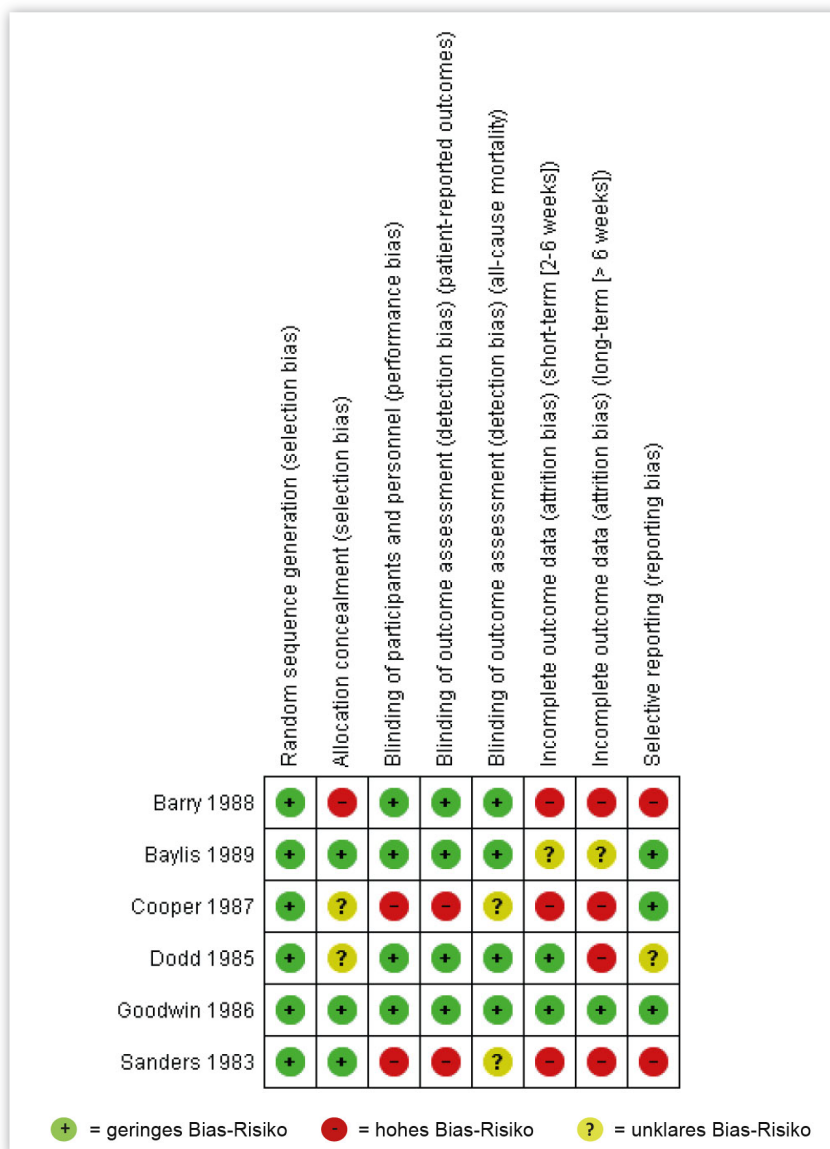 Random sequence generation (selection bias)
Allocation concealment (selection bias)
Blinding of participants and personnel (performance bias)
Blinding of outcome assessment (detection bias) (patient-reported outcomes)
Blinding of outcome assessment (detection bias) (all-cause mortality)
Incomplete outcome data (attrition bias) (short-term [2-6 weeks])
Incomplete outcome data (attrition bias) (long-term [> 6 weeks])
Selective reporting (reporting bias)
Barry 1988 + - + + + - - -
Baylis 1989 + + + + + ? ? +
Cooper 1987 + ? - - ? - - +
Dodd 1985 + ? + + + + - ?
Goodwin 1986 + + + + + + + +
Sanders 1983 + + - - ? - - -
+ = geringes Bias-Risiko - = hohes Bias-Risiko ? = unklares Bias-Risiko